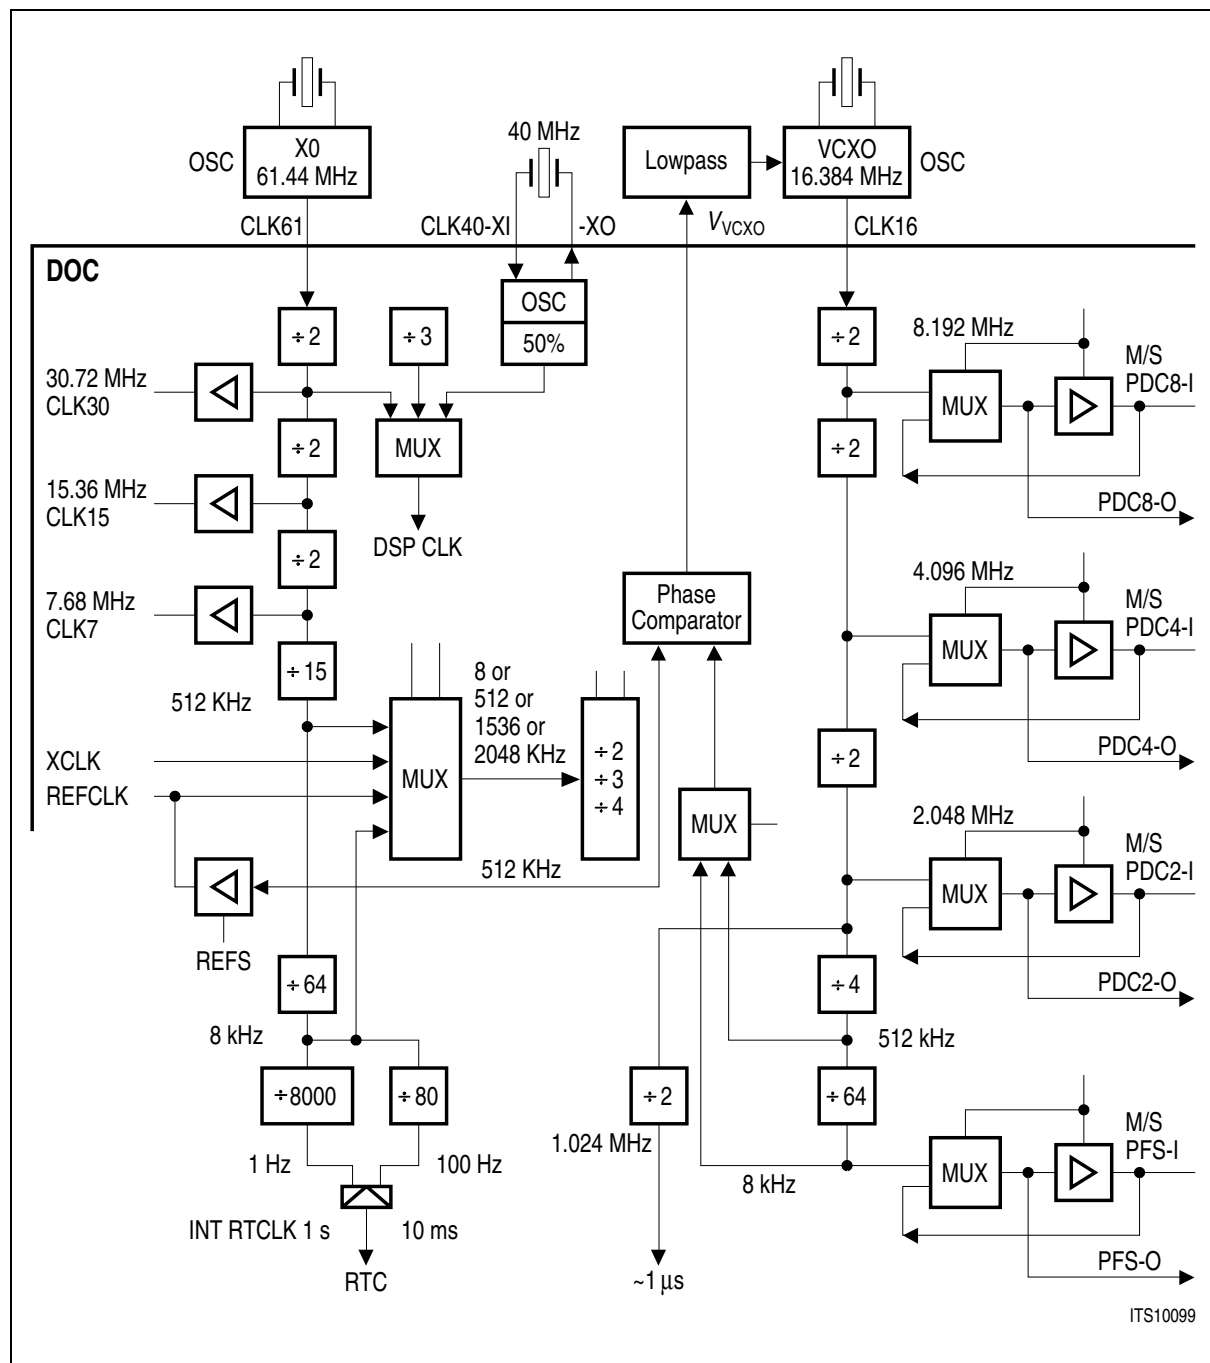 OSC
X0
61.44 MHz
40 MHz
Lowpass
VCXO
16.384 MHz
OSC
CLK61
CLK40-XI
-XO
VVCXO
CLK16
DOC
OSC
50%
÷2
÷3
÷2
8.192 MHz
M/S
PDC8-I
30.72 MHz
CLK30
MUX
MUX
÷2
÷2
15.36 MHz
CLK15
PDC8-O
DSP CLK
÷2
4.096 MHz
M/S
PDC4-I
7.68 MHz
CLK7
Phase
Comparator
MUX
÷15
512 KHz
8 or
512 or
1536 or
2048 KHz
÷2
÷3
÷4
÷2
PDC4-O
XCLK
REFCLK
MUX
MUX
2.048 MHz
M/S
PDC2-I
512 KHz
MUX
REFS
÷64
÷4
PDC2-O
8 kHz
512 kHz
÷8000
÷80
÷2
÷64
1.024 MHz
M/S
PFS-I
1 Hz
100 Hz
8 kHz
MUX
INT RTCLK 1 s
10 ms
RTC
~1 µs
PFS-O
ITS10099